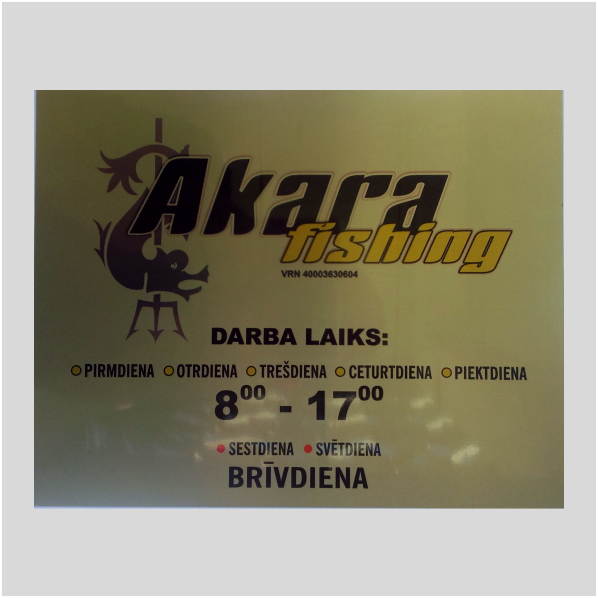 Akara
fishing
VRN 40003630604
DARBA LAIKS:
PIRMDIENA OTRDIENA TREŠDIENA CETURTDIENA PIEKTDIENA
8⁰⁰ - 17⁰⁰
SESTDIENA SVĒTDIENA
BRĪVDIENA